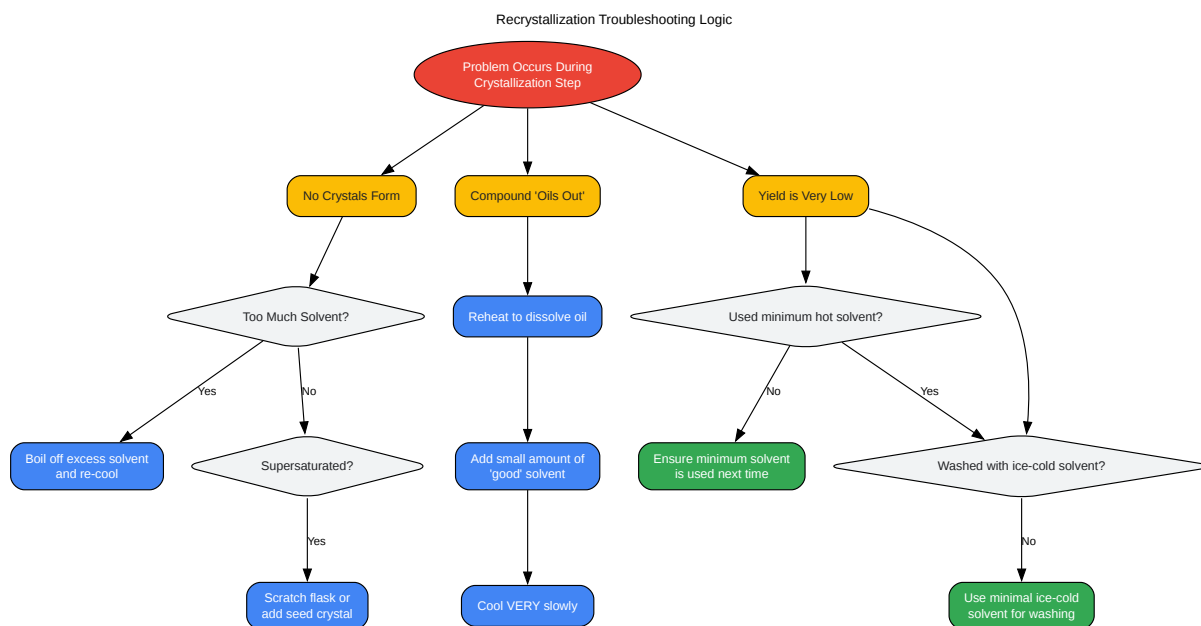 Recrystallization Troubleshooting Logic
Problem Occurs During
Crystallization Step
No Crystals Form
Compound 'Oils Out'
Yield is Very Low
Too Much Solvent?
Reheat to dissolve oil
Used minimum hot solvent?
Yes
No
No
Yes
Boil off excess solvent
and re-cool
Supersaturated?
Add small amount of
'good' solvent
Ensure minimum solvent
is used next time
Washed with ice-cold solvent?
Yes
No
Scratch flask or
add seed crystal
Cool VERY slowly
Use minimal ice-cold
solvent for washing